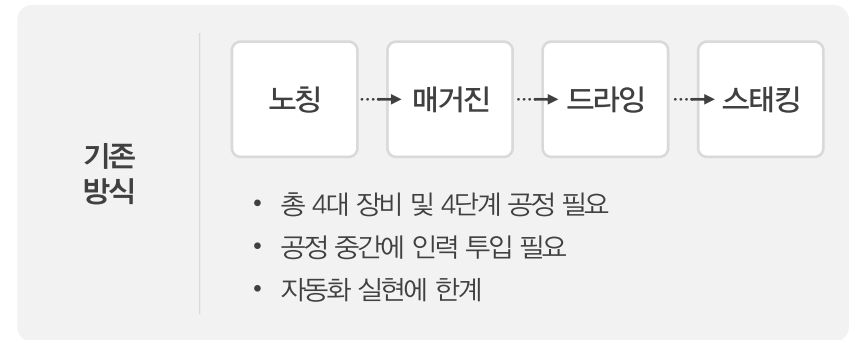 기존
방식
노칭 매거진 드라잉 스태킹
• 총 4대 장비 및 4단계 공정 필요
• 공정 중간에 인력 투입 필요
• 자동화 실현에 한계